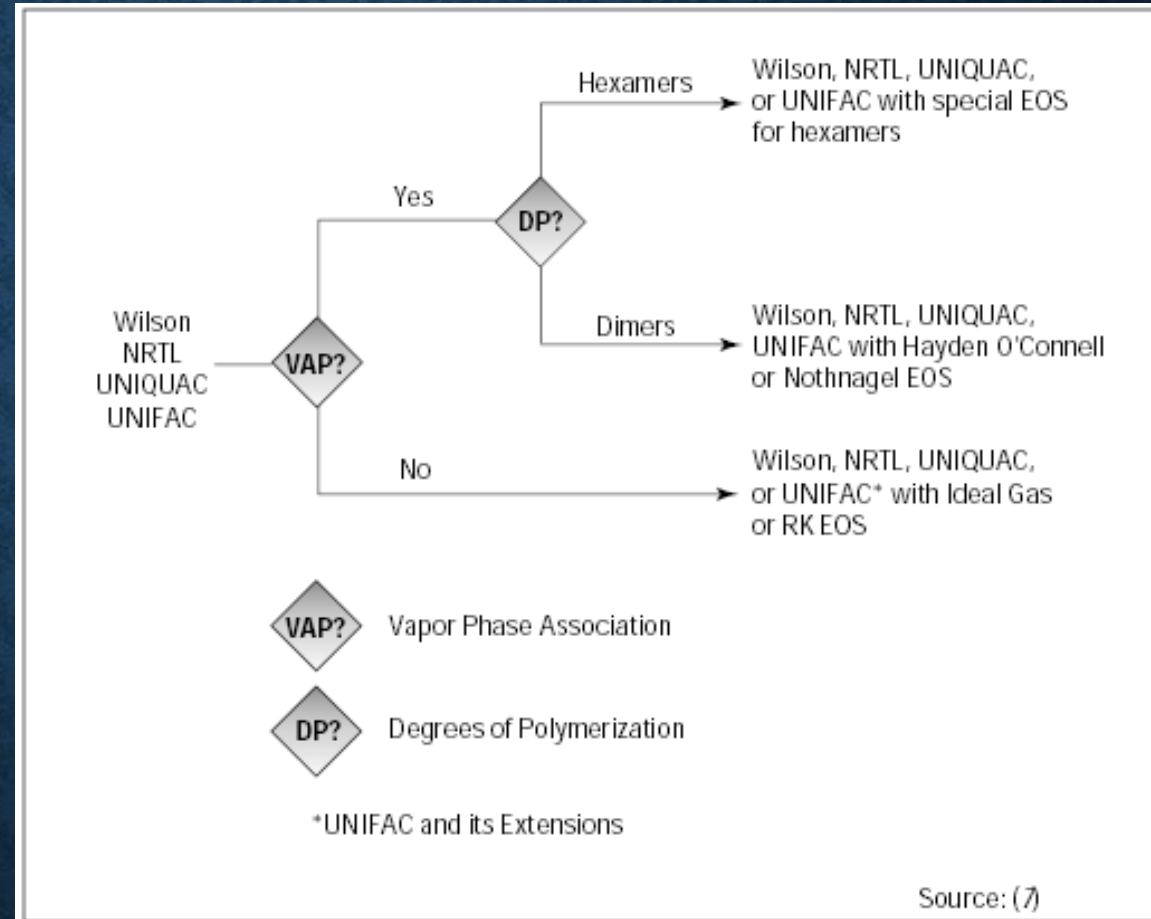 Hexamers
Wilson, NRTL, UNIQUAC,
or UNIFAC with special EOS
for hexamers
Yes
DP?
Wilson
NRTL
UNIQUAC
UNIFAC
VAP?
Dimers
Wilson, NRTL, UNIQUAC,
UNIFAC with Hayden O'Connell
or Nothnagel EOS
No
Wilson, NRTL, UNIQUAC,
or UNIFAC* with Ideal Gas
or RK EOS
VAP? Vapor Phase Association
DP? Degrees of Polymerization
*UNIFAC and its Extensions
Source: (7)